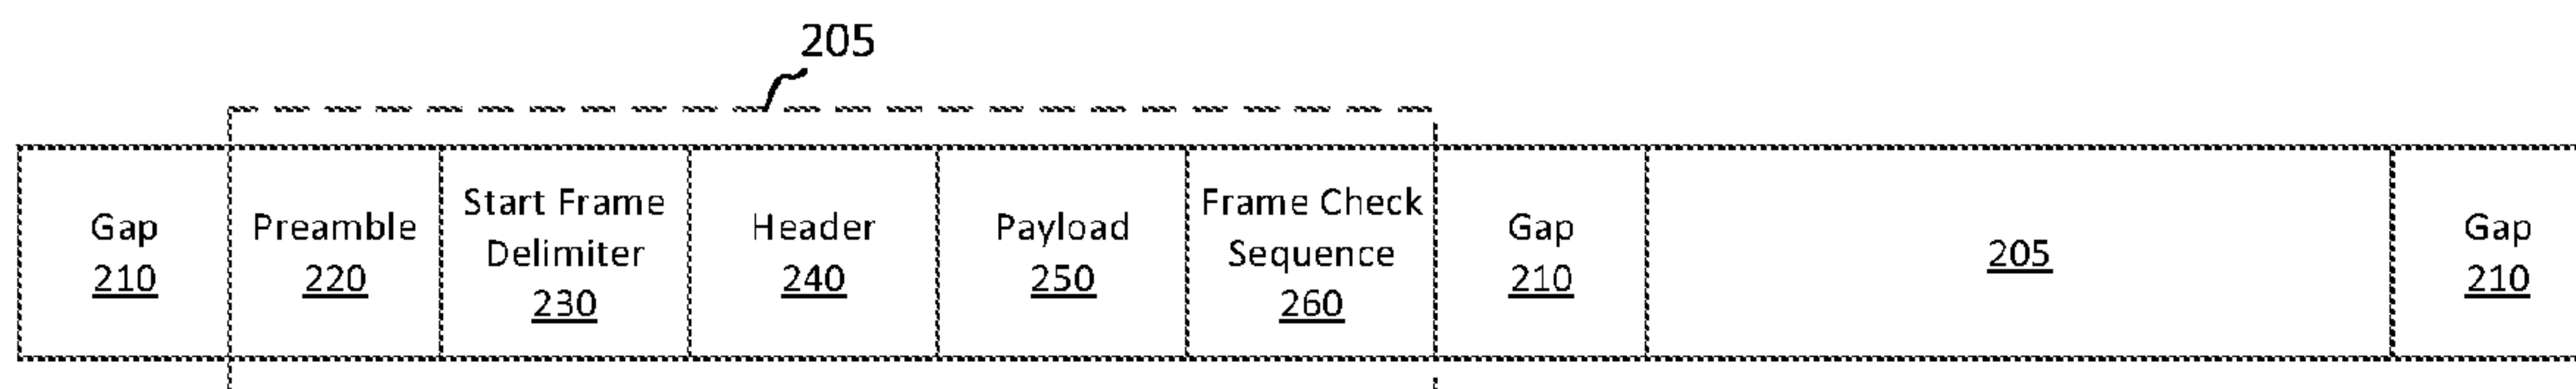 205
Gap
210
Preamble
220
Start Frame
Delimiter
230
Header
240
Payload
250
Frame Check
Sequence
260
Gap
210
205
Gap
210